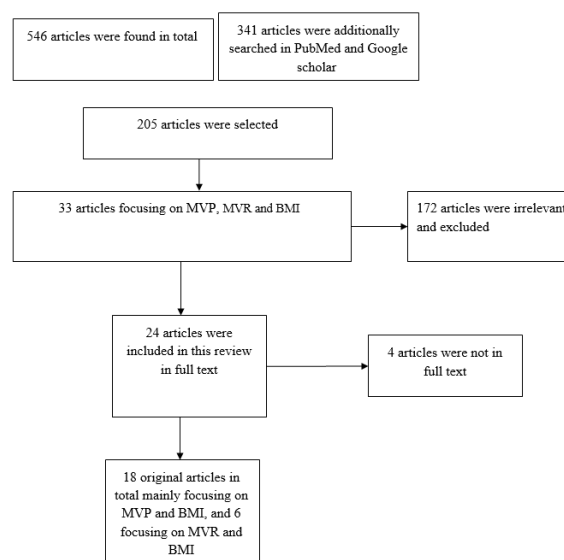 546 articles were found in total
341 articles were additionally
searched in PubMed and Google
scholar
205 articles were selected
33 articles focusing on MVP, MVR and BMI
172 articles were irrelevant
and excluded
24 articles were
included in this review
in full text
4 articles were not in
full text
18 original articles in
total mainly focusing on
MVP and BMI, and 6
focusing on MVR and
BMI